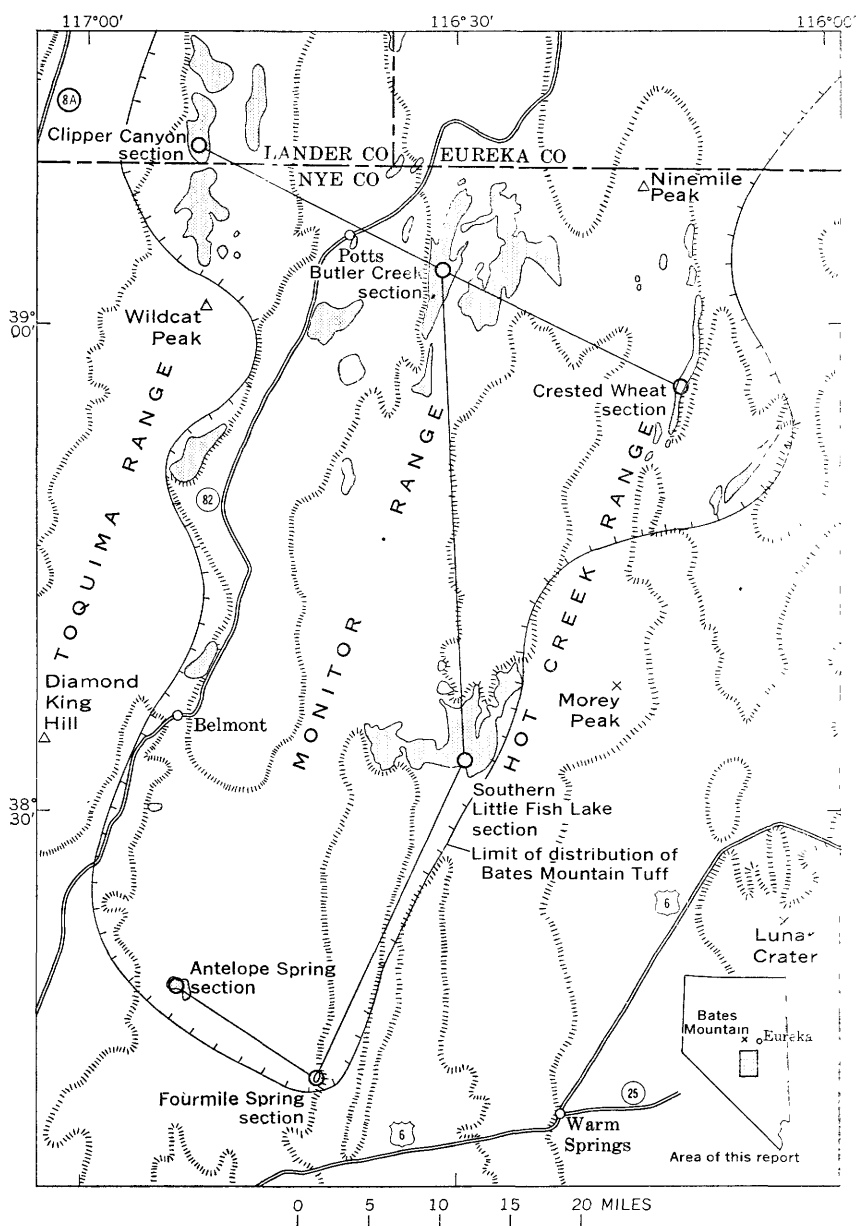 117°00'
116°30'
116°00'
8A
Clipper Canyon
section
LANDER CO
EUREKA CO
NYE CO
Ninemile
Peak
Potts
Butler Creek
section
39°
00'
Wildcat
Peak
Crested Wheat
section
TOQUIMA RANGE
MONITOR RANGE
HOT CREEK RANGE
82
Diamond
King
Hill
Belmont
Morey
Peak
38°
30'
Southern
Little Fish Lake
section
Limit of distribution of
Bates Mountain Tuff
6
Lunar
Crater
Antelope Spring
section
Bates
Mountain
Eureka
Fourmile Spring
section
25
6
Warm
Springs
Area of this report
0 5 10 15 20 MILES